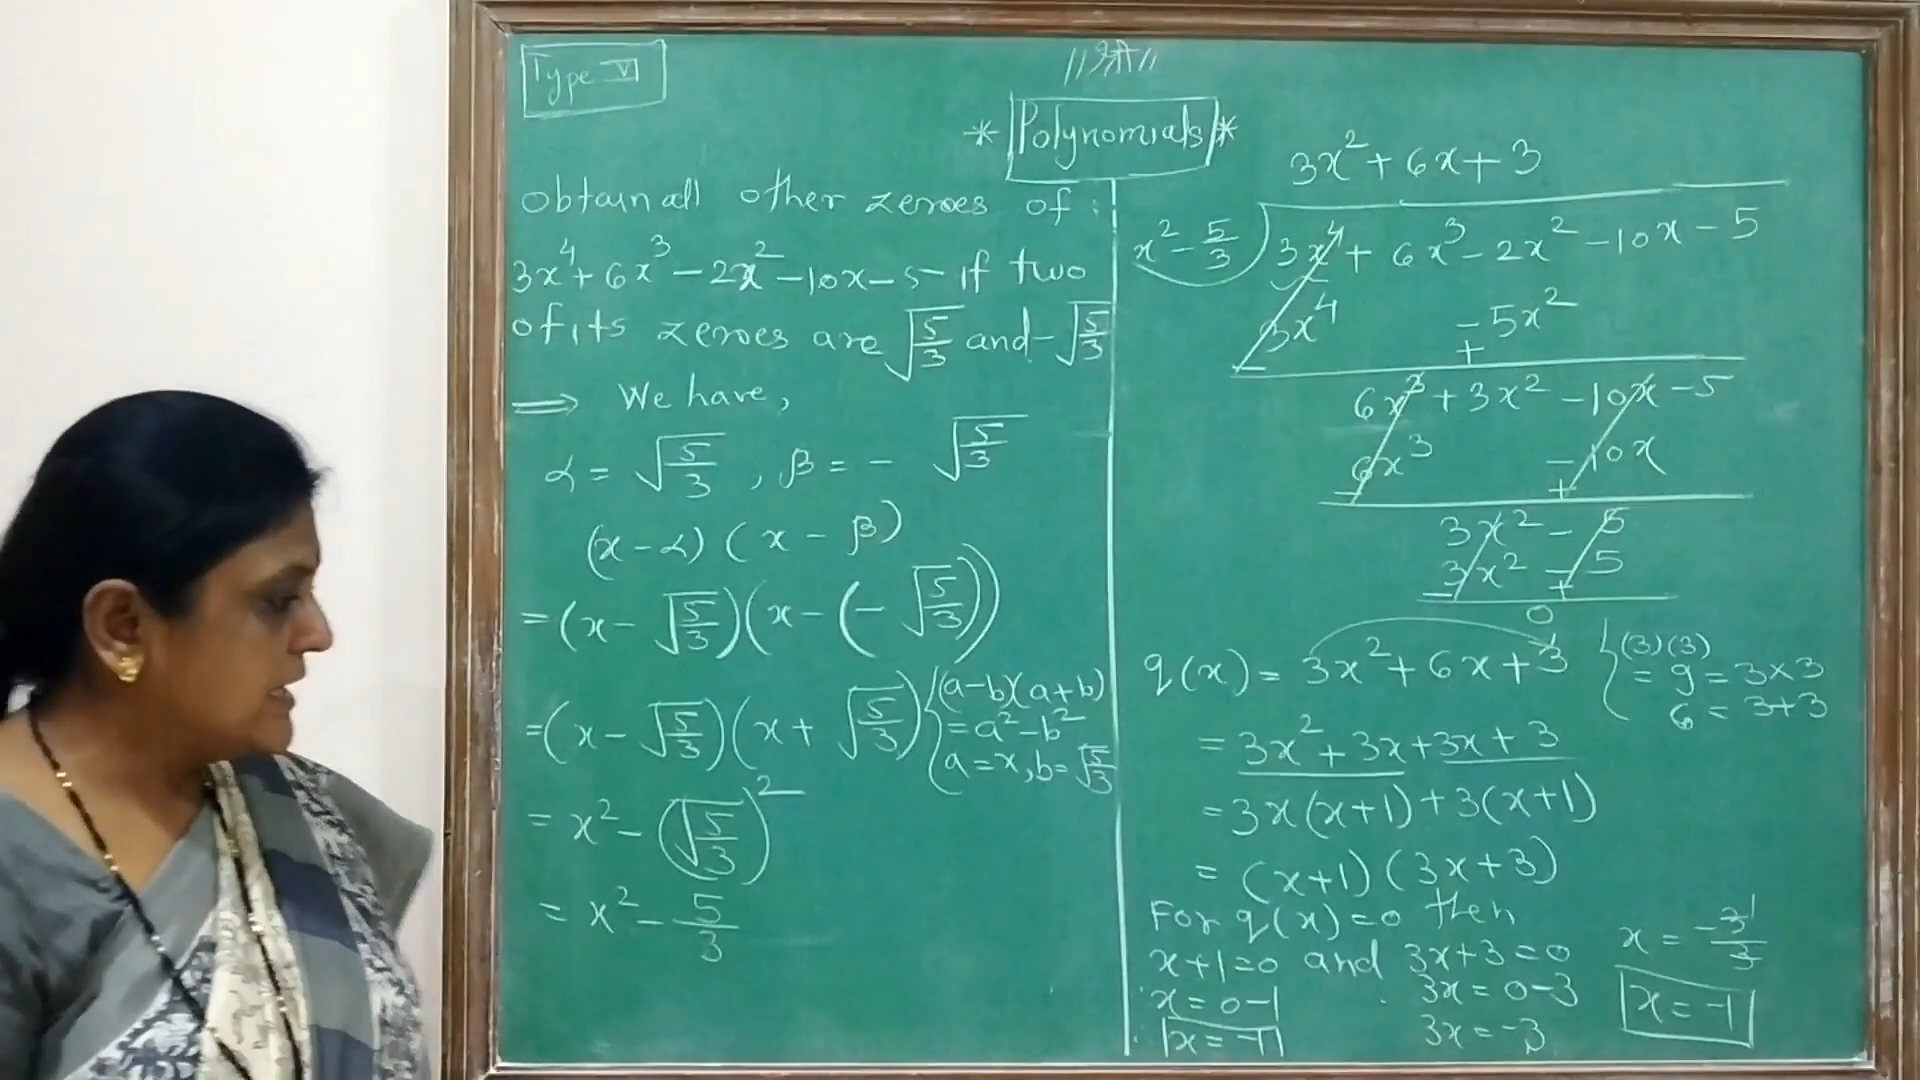 Type VI
* Polynomials *
obtain all other zeroes of :
3x⁴+6x³-2x²-10x-5 if two
of its zeroes are √5/3 and -√5/3
⇒ We have,
α = √5/3 , β = - √5/3
(x-α) (x-β)
= (x - √5/3)(x - (- √5/3))
= (x - √5/3)(x + √5/3)
{(a-b)(a+b)
= a²-b²
a=x, b=√5/3
= x² - (√5/3)²
= x² - 5/3
3x²+6x+3
x²-5/3 ) 3x⁴+ 6x³-2x²-10x-5
3x⁴ -5x²
- +
6x³+3x²-10x-5
6x³ -10x
- +
3x²-5
3x²-5
- +
0
q(x) = 3x²+6x+3
{(3)(3)
= 9 = 3×3
6 = 3+3
= 3x²+3x+3x+3
= 3x(x+1)+3(x+1)
= (x+1)(3x+3)
For q(x)=0 then
x+1=0 and 3x+3=0
x=0-1 3x=0-3
x=-1 3x=-3
x = -3/3
x=-1